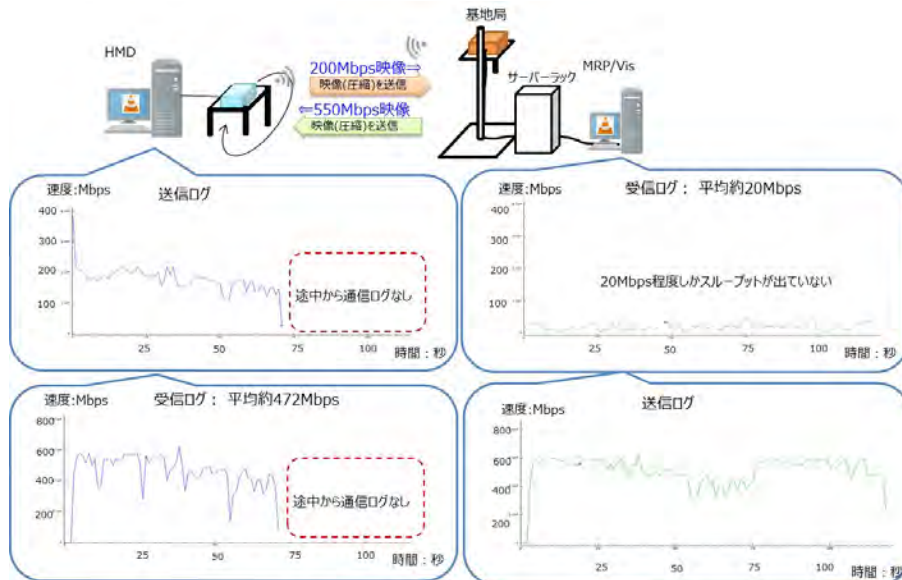 基地局
HMD
MRP/Vis
200Mbps映像⇒
映像(圧縮)を送信
サーバーラック
⇐550Mbps映像
映像(圧縮)を送信
速度:Mbps
送信ログ
400
300
200
100
途中から通信ログなし
25
50
75
100
時間：秒
速度:Mbps
受信ログ： 平均約20Mbps
400
300
200
100
20Mbps程度しかスループットが出ていない
25
50
75
100
時間：秒
速度:Mbps
受信ログ： 平均約472Mbps
800
600
400
200
途中から通信ログなし
25
50
75
100
時間：秒
速度:Mbps
送信ログ
800
600
400
200
25
50
75
100
時間：秒